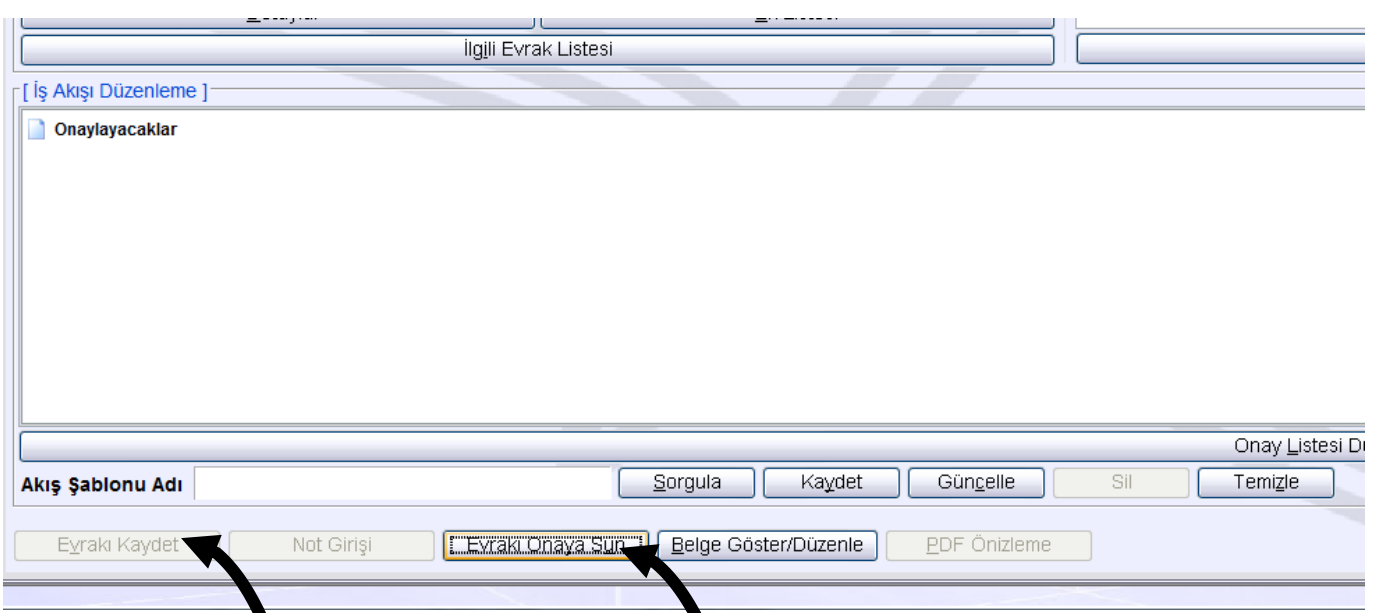 İlgili Evrak Listesi
[ İş Akışı Düzenleme ]
Onaylayacaklar
Onay Listesi
Akış Şablonu Adı Sorgula Kaydet Güncelle Sil Temizle
Evrakı Kaydet Not Girişi Evrakı Onaya Sun Belge Göster/Düzenle PDF Önizleme